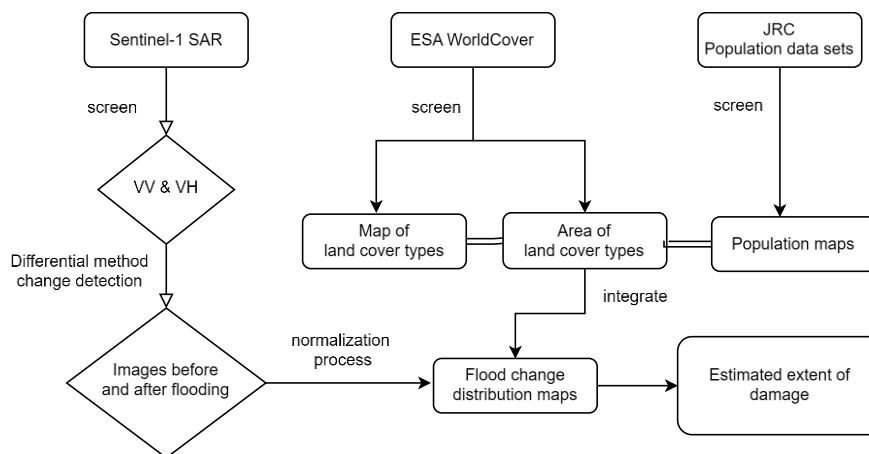 Sentinel-1 SAR
ESA WorldCover
JRC
Population data sets
screen
screen
screen
VV & VH
Map of
land cover types
Area of
land cover types
Population maps
Differential method
change detection
integrate
normalization
process
Images before
and after flooding
Flood change
distribution maps
Estimated extent of
damage